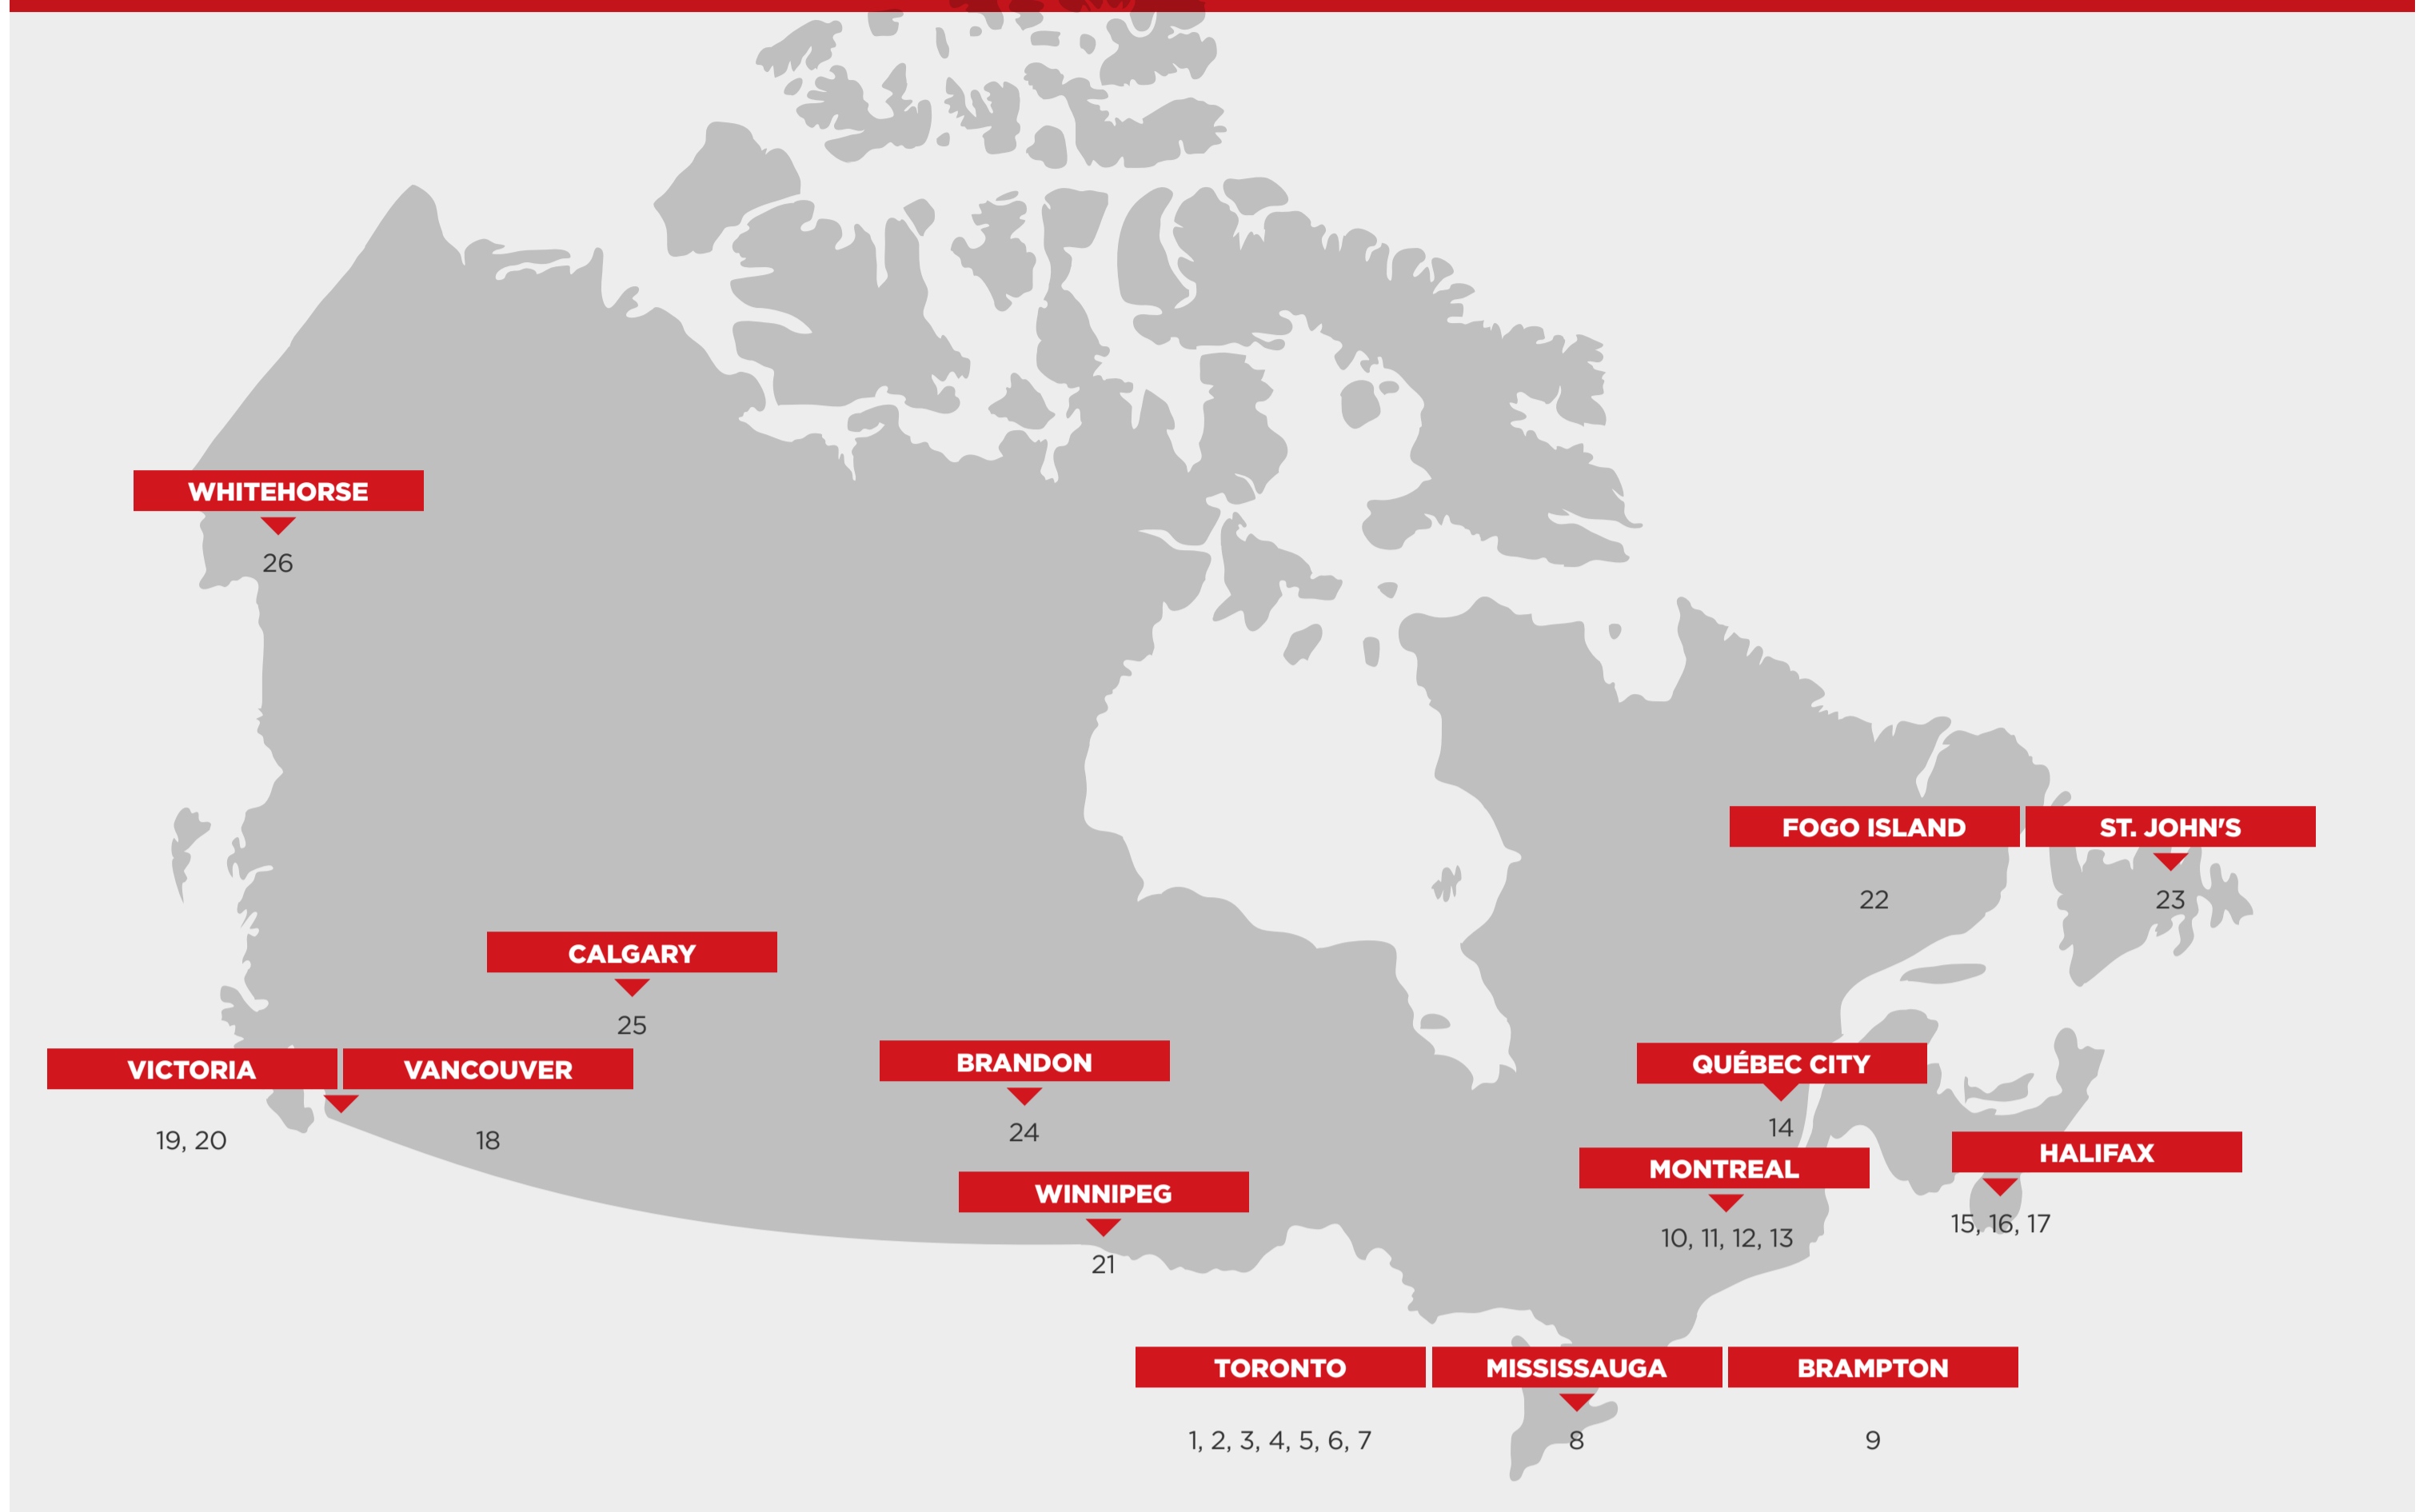 WHITEHORSE
26
FOGO ISLAND
22
ST. JOHN'S
23
CALGARY
25
VICTORIA
19, 20
VANCOUVER
18
BRANDON
24
QUÉBEC CITY
14
WINNIPEG
21
MONTREAL
10, 11, 12, 13
HALIFAX
15, 16, 17
TORONTO
1, 2, 3, 4, 5, 6, 7
MISSISSAUGA
8
BRAMPTON
9